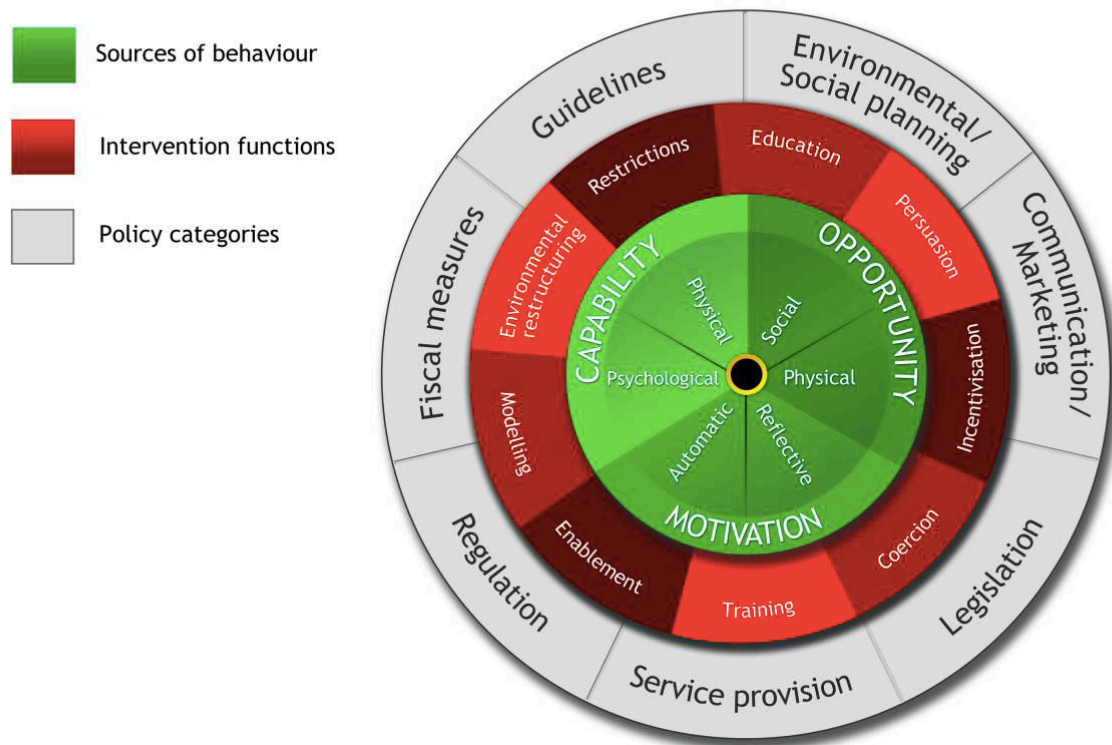 Sources of behaviour
Intervention functions
Policy categories
Guidelines
Environmental/
Social planning
Communication/
Marketing
Legislation
Service provision
Regulation
Fiscal measures
Restrictions
Education
Persuasion
Incentivisation
Coercion
Training
Enablement
Modelling
Environmental
restructuring
CAPABILITY
OPPORTUNITY
MOTIVATION
Physical
Social
Physical
Reflective
Automatic
Psychological